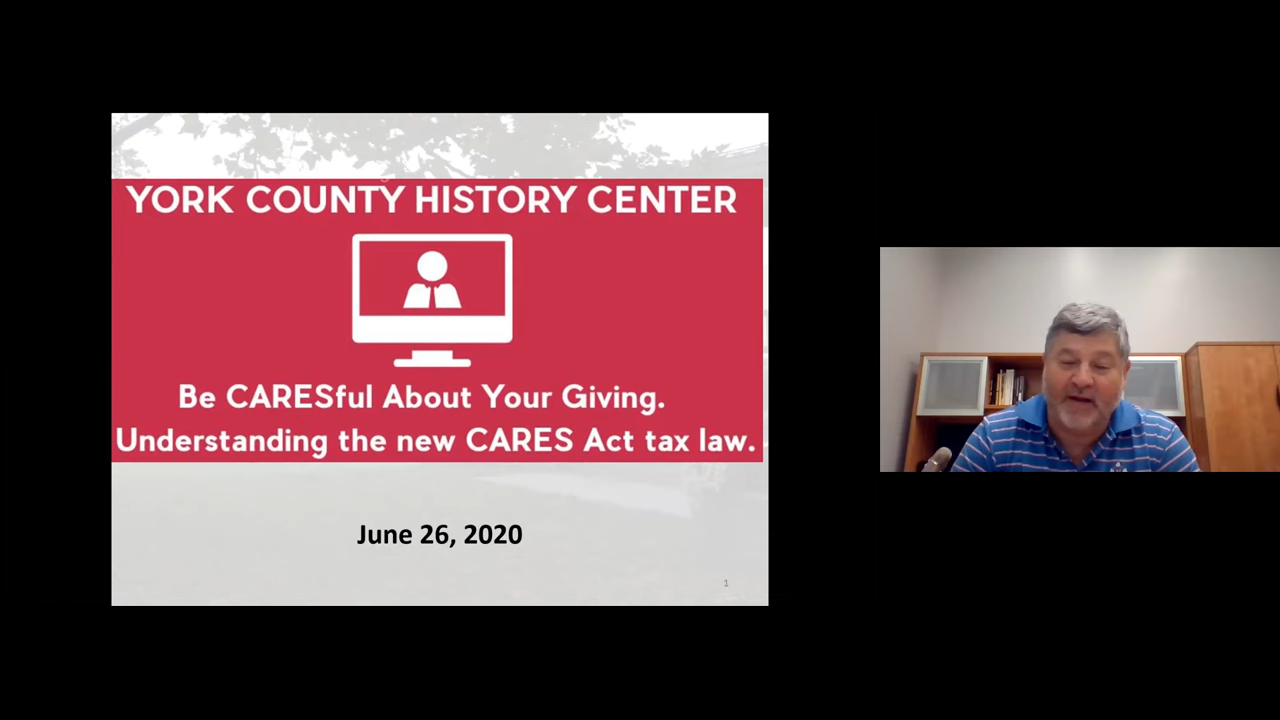 YORK COUNTY HISTORY CENTER
Be CARESful About Your Giving.
Understanding the new CARES Act tax law.
June 26, 2020
1